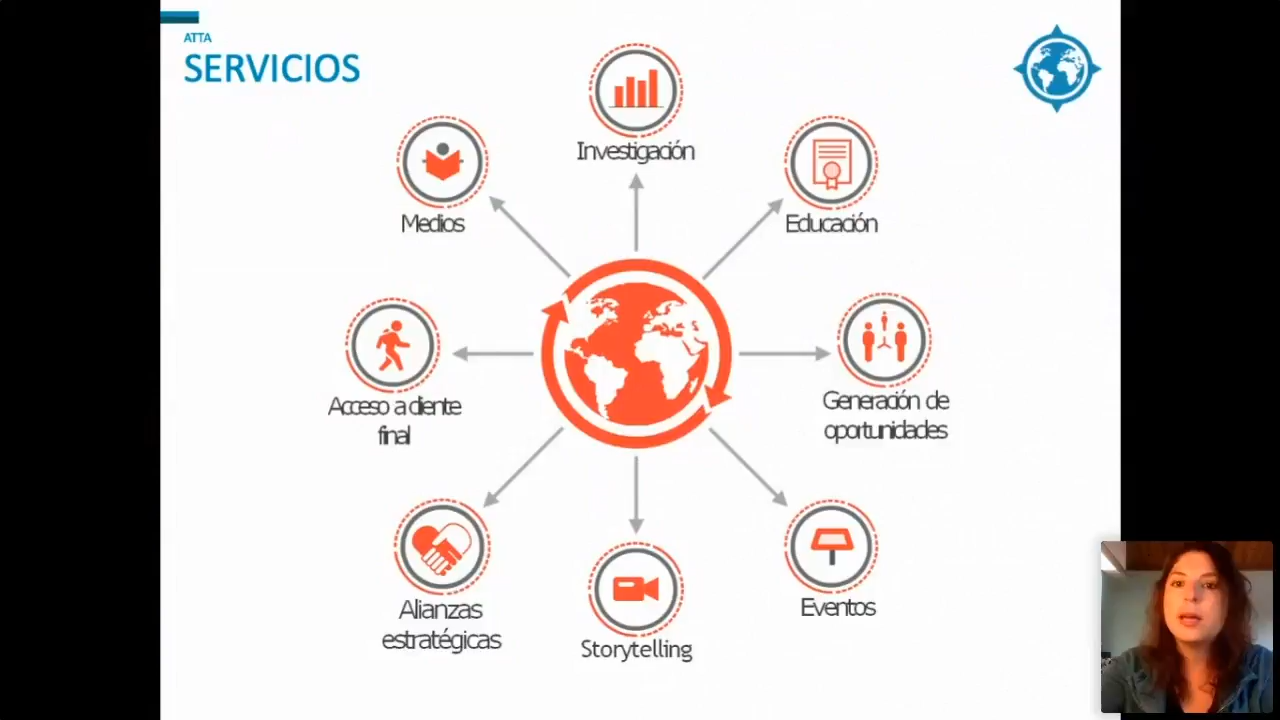 ATTA
SERVICIOS
Investigación
Medios
Educación
Acceso a cliente
final
Generación de
oportunidades
Alianzas
estratégicas
Storytelling
Eventos